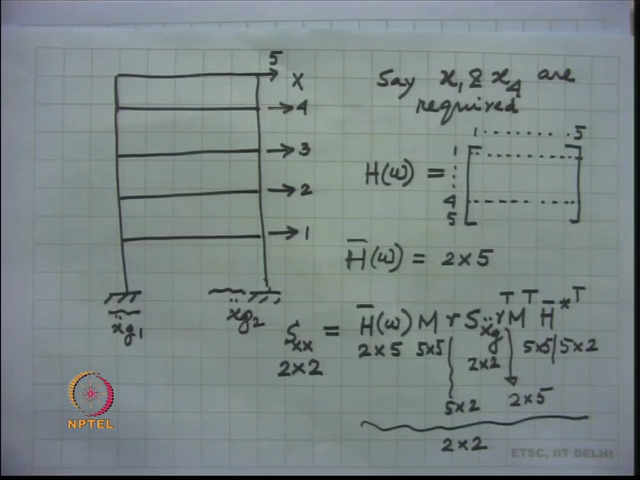 5
X
4
3
2
1
ẍg₁
ẍg₂
Say x₁ & x₄ are
required
1 ....... 5
H(ω) =
1
:
4
5
H̅(ω) = 2×5
Sxx = H̅(ω) M r Sẍg rᵀ Mᵀ H̅*ᵀ
2×2 2×5 5×5 2×2 5×5 5×2
5×2 2×5
2×2
NPTEL
ETSC, IIT DELHI